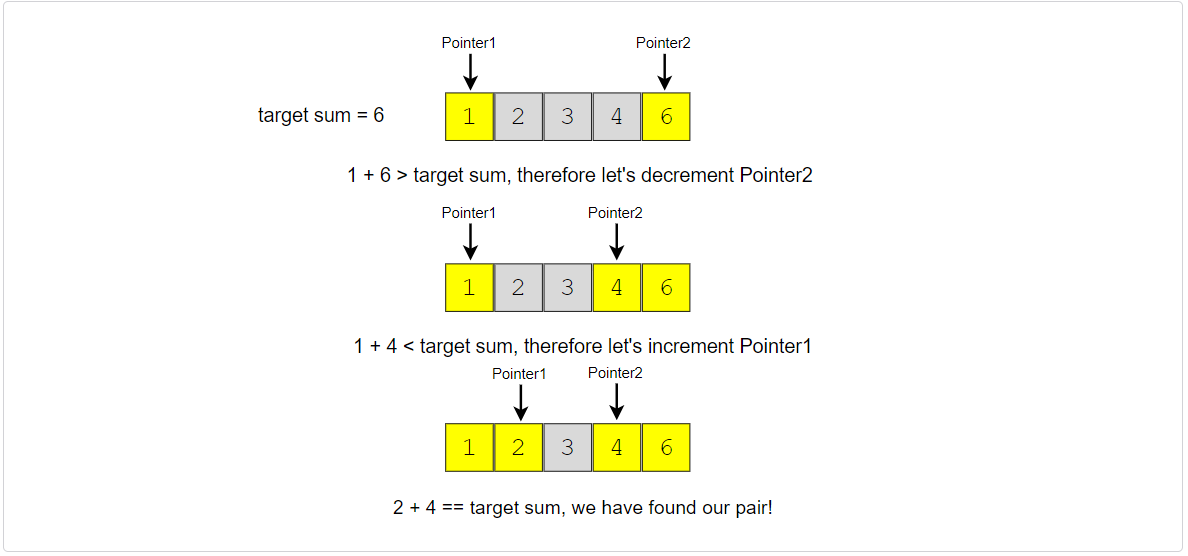 Pointer1 Pointer2
target sum = 6 1 2 3 4 6
1 + 6 > target sum, therefore let's decrement Pointer2
Pointer1 Pointer2
1 2 3 4 6
1 + 4 < target sum, therefore let's increment Pointer1
Pointer1 Pointer2
1 2 3 4 6
2 + 4 == target sum, we have found our pair!